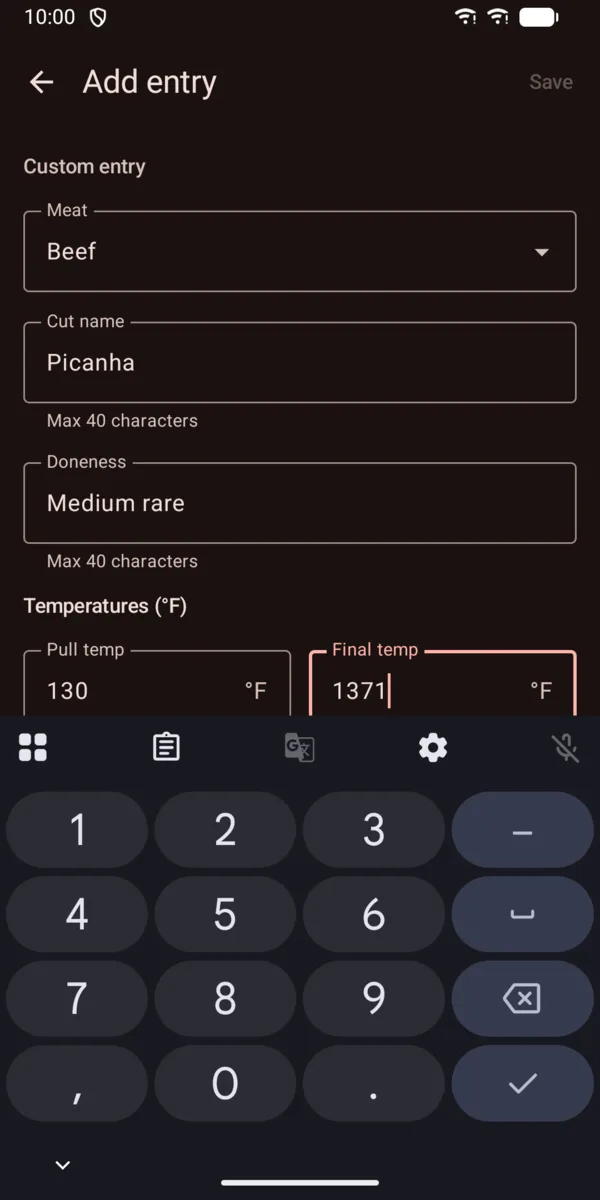 10:00
Add entry
Save
Custom entry
Meat
Beef
Cut name
Picanha
Max 40 characters
Doneness
Medium rare
Max 40 characters
Temperatures (°F)
Pull temp
130 °F
Final temp
1371 °F
1 2 3 –
4 5 6
7 8 9
, 0 .